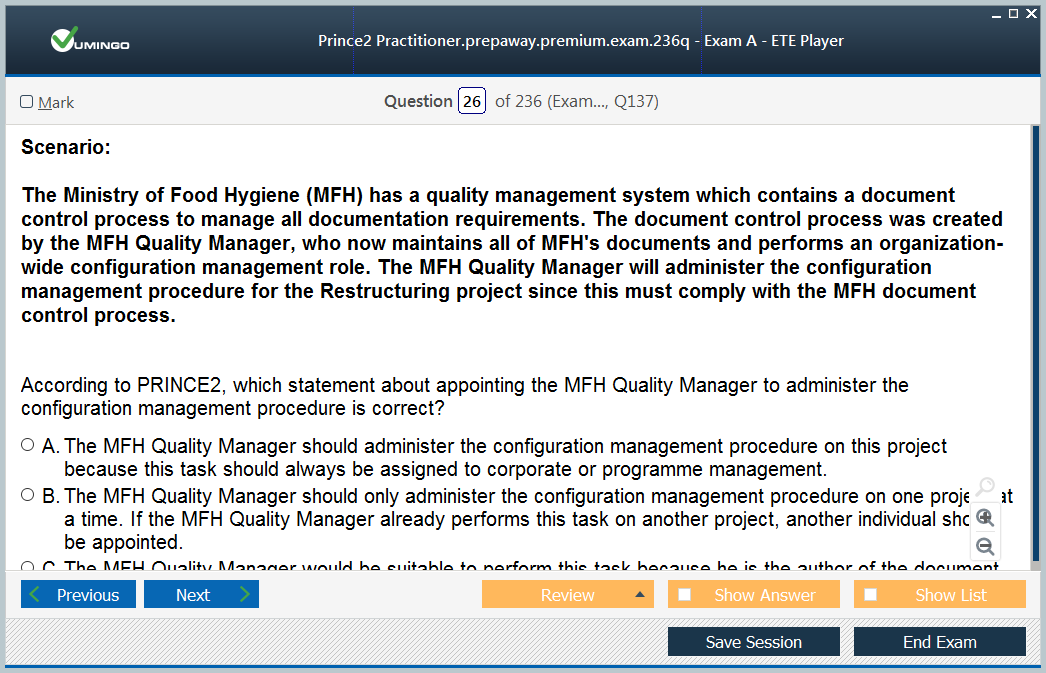 VUMINGO
Prince2 Practitioner.prepaway.premium.exam.236q - Exam A - ETE Player
Mark
Question 26 of 236 (Exam..., Q137)
Scenario:
The Ministry of Food Hygiene (MFH) has a quality management system which contains a document
control process to manage all documentation requirements. The document control process was created
by the MFH Quality Manager, who now maintains all of MFH's documents and performs an organization-
wide configuration management role. The MFH Quality Manager will administer the configuration
management procedure for the Restructuring project since this must comply with the MFH document
control process.
According to PRINCE2, which statement about appointing the MFH Quality Manager to administer the
configuration management procedure is correct?
A. The MFH Quality Manager should administer the configuration management procedure on this project
because this task should always be assigned to corporate or programme management.
B. The MFH Quality Manager should only administer the configuration management procedure on one proje at
a time. If the MFH Quality Manager already performs this task on another project, another individual sho
be appointed.
C. The MFH Quality Manager would be suitable to perform this task because he is the author of the document
Previous
Next
Review
Show Answer
Show List
Save Session
End Exam